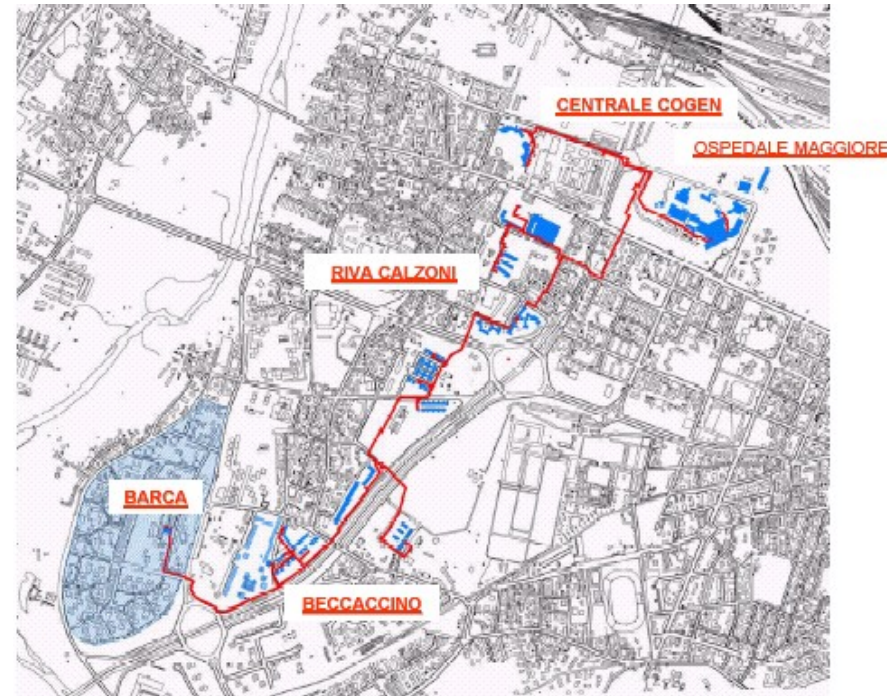 CENTRALE COGEN
OSPEDALE MAGGIORE
RIVA CALZONI
BARCA
BECCACCINO